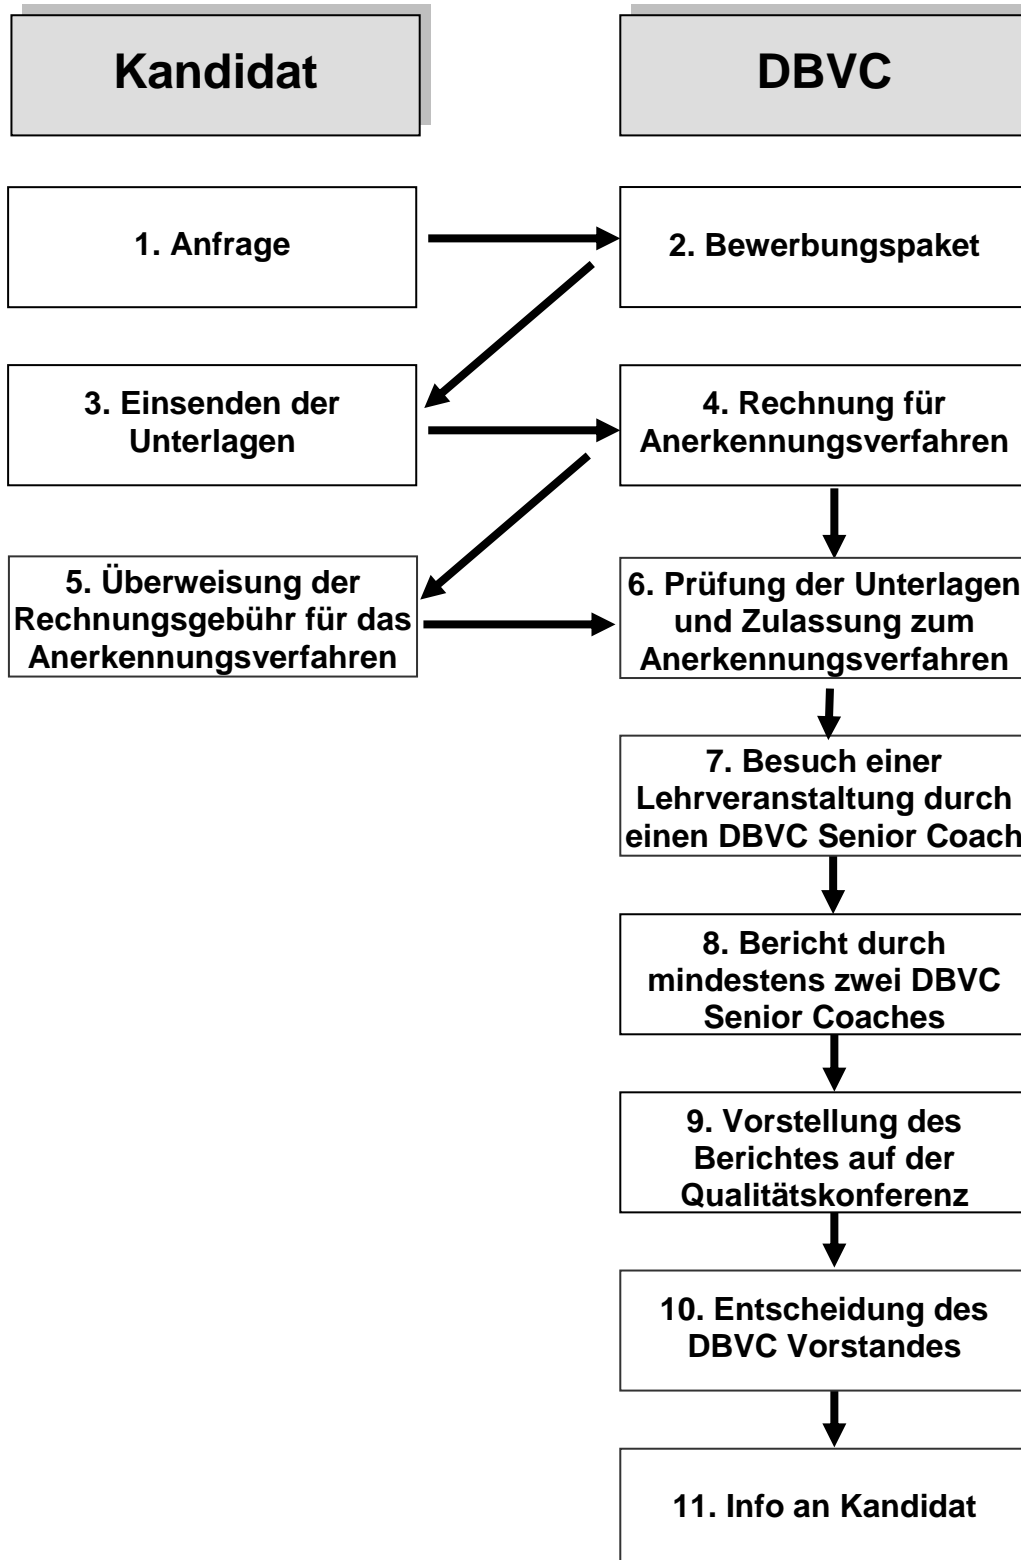 Kandidat
DBVC
1. Anfrage
2. Bewerbungspaket
3. Einsenden der
Unterlagen
4. Rechnung für
Anerkennungsverfahren
5. Überweisung der
Rechnungsgebühr für das
Anerkennungsverfahren
6. Prüfung der Unterlagen
und Zulassung zum
Anerkennungsverfahren
7. Besuch einer
Lehrveranstaltung durch
einen DBVC Senior Coach
8. Bericht durch
mindestens zwei DBVC
Senior Coaches
9. Vorstellung des
Berichtes auf der
Qualitätskonferenz
10. Entscheidung des
DBVC Vorstandes
11. Info an Kandidat